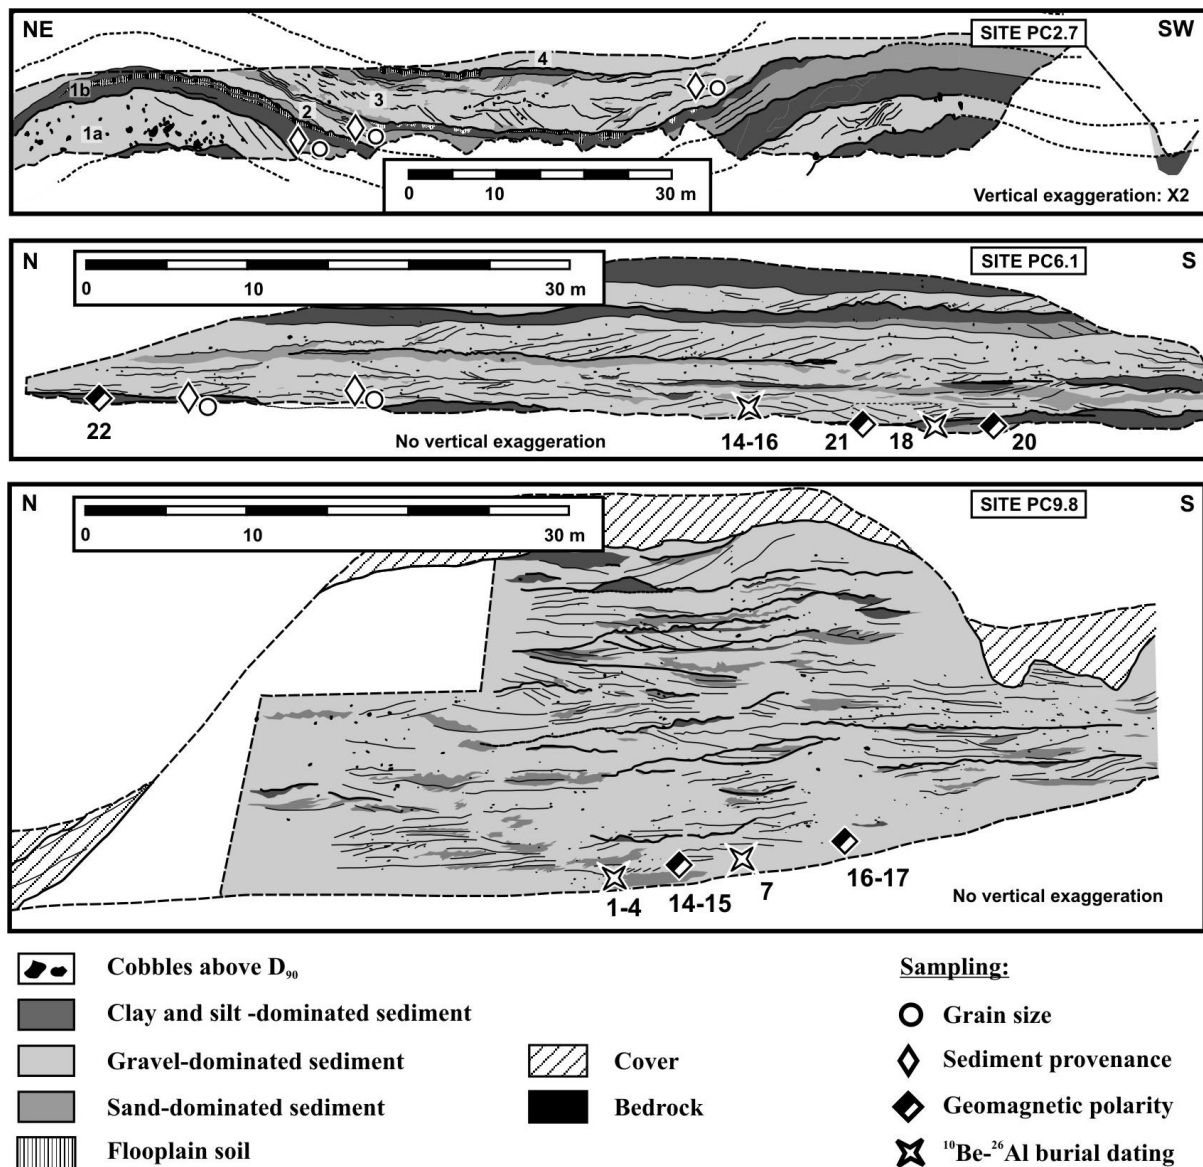 NE
SITE PC2.7
SW
4
1b
2
3
1a
0 10 30 m
Vertical exaggeration: X2
N
SITE PC6.1
S
0 10 30 m
22
No vertical exaggeration
14-16
21
18
20
N
SITE PC9.8
S
0 10 30 m
1-4
14-15
7
16-17
No vertical exaggeration
Cobbles above D₉₀
Clay and silt -dominated sediment
Gravel-dominated sediment
Sand-dominated sediment
Flooplain soil
Cover
Bedrock
Sampling:
Grain size
Sediment provenance
Geomagnetic polarity
¹⁰Be-²⁶Al burial dating